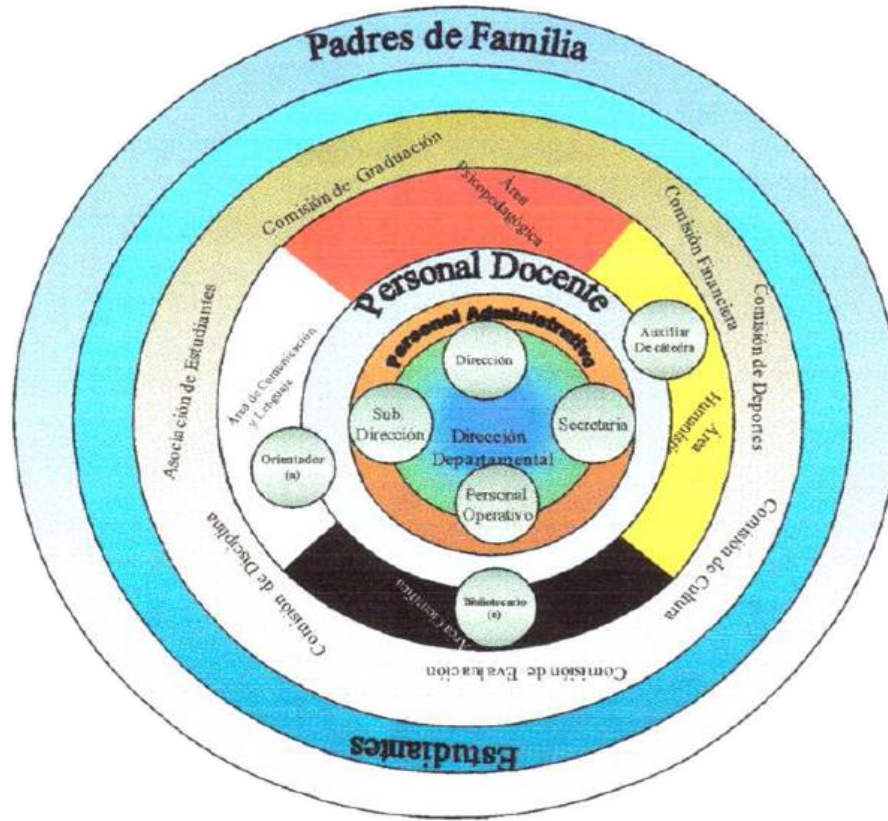 Padres de Familia
Comisión de Graduación
Área
Psicopedagógica
Comisión Financiera
Personal Docente
Personal Administrativo
Auxiliar
De cátedra
Dirección
Asociación de Estudiantes
Comisión de Deportes
Área de Comunicación
y Lenguaje
Sub.
Dirección
Secretaria
Área
Humanística
Dirección
Departamental
Orientador
(a)
Personal
Operativo
Comisión de Disciplina
Comisión de Cultura
Área Científica
Bibliotecario
(a)
Comisión de Evaluación
Estudiantes